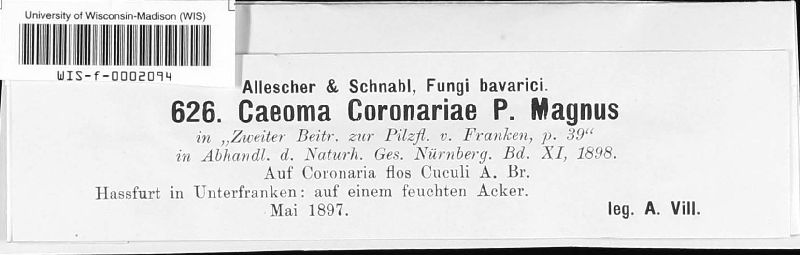 University of Wisconsin-Madison (WIS)
WIS-f-0002094
Allescher & Schnabl, Fungi bavarici.
626. Caeoma Coronariae P. Magnus
in „Zweiter Beitr. zur Pilzfl. v. Franken, p. 39“
in Abhandl. d. Naturh. Ges. Nürnberg. Bd. XI, 1898.
Auf Coronaria flos Cuculi A. Br.
Hassfurt in Unterfranken: auf einem feuchten Acker.
Mai 1897. leg. A. Vill.